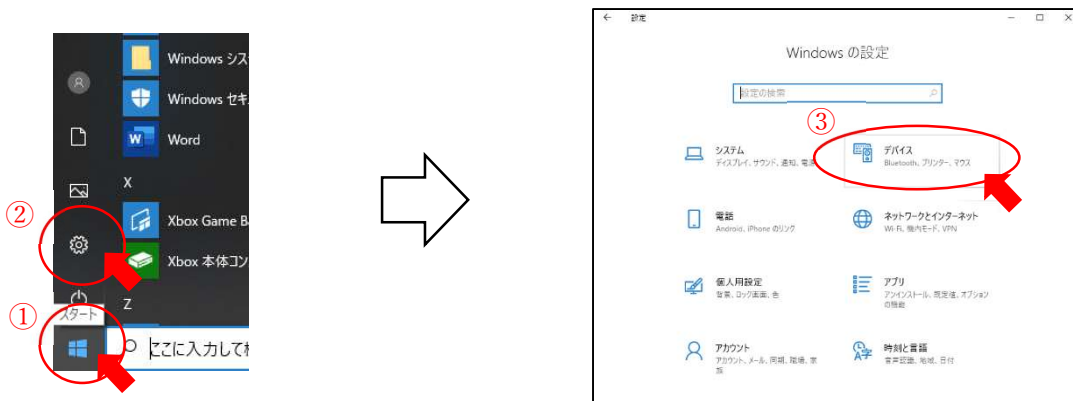 Windows シス
Windows セキ
Word
X
②
Xbox Game B
Xbox 本体コン
Z
①
スタート
ここに入力して
設定
Windows の設定
設定の検索
③
システム
ディスプレイ、サウンド、通知、電源
デバイス
Bluetooth、プリンター、マウス
電話
Android、iPhone のリンク
ネットワークとインターネット
Wi-Fi、機内モード、VPN
個人用設定
背景、ロック画面、色
アプリ
アンインストール、既定値、オプション
の機能
アカウント
アカウント、メール、同期、職場、家
族
時刻と言語
音声認識、地域、日付